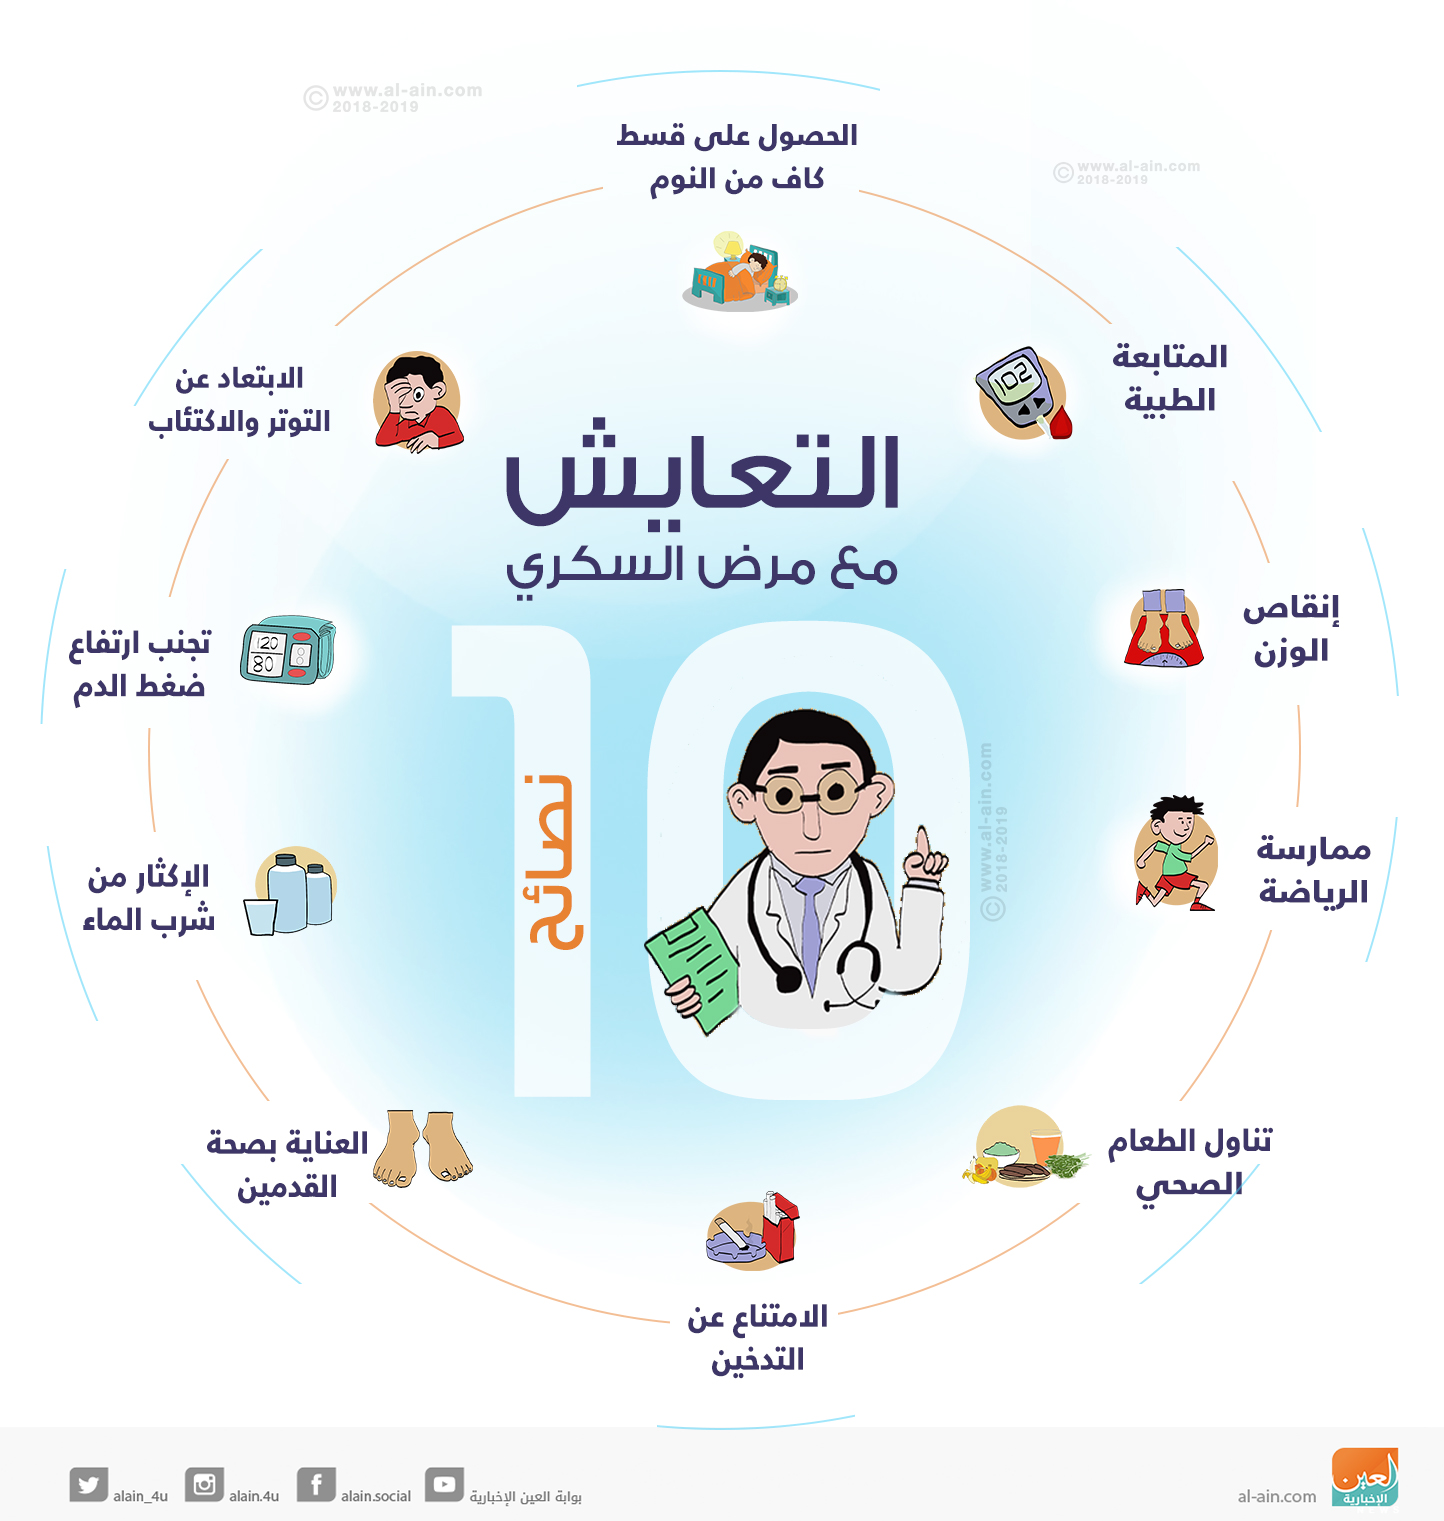 © www.al-ain.com
2018-2019
الحصول على قسط
كاف من النوم
© www.al-ain.com
2018-2019
المتابعة
الطبية
102
الابتعاد عن
التوتر والاكتئاب
التعايش
مع مرض السكري
10
نصائح
إنقاص
الوزن
تجنب ارتفاع
ضغط الدم
120
80
8
8
© www.al-ain.com
2018-2019
ممارسة
الرياضة
الإكثار من
شرب الماء
تناول الطعام
الصحي
العناية بصحة
القدمين
الامتناع عن
التدخين
alain_4u
alain.4u
alain.social
بوابة العين الإخبارية
al-ain.com
العين
الإخبارية